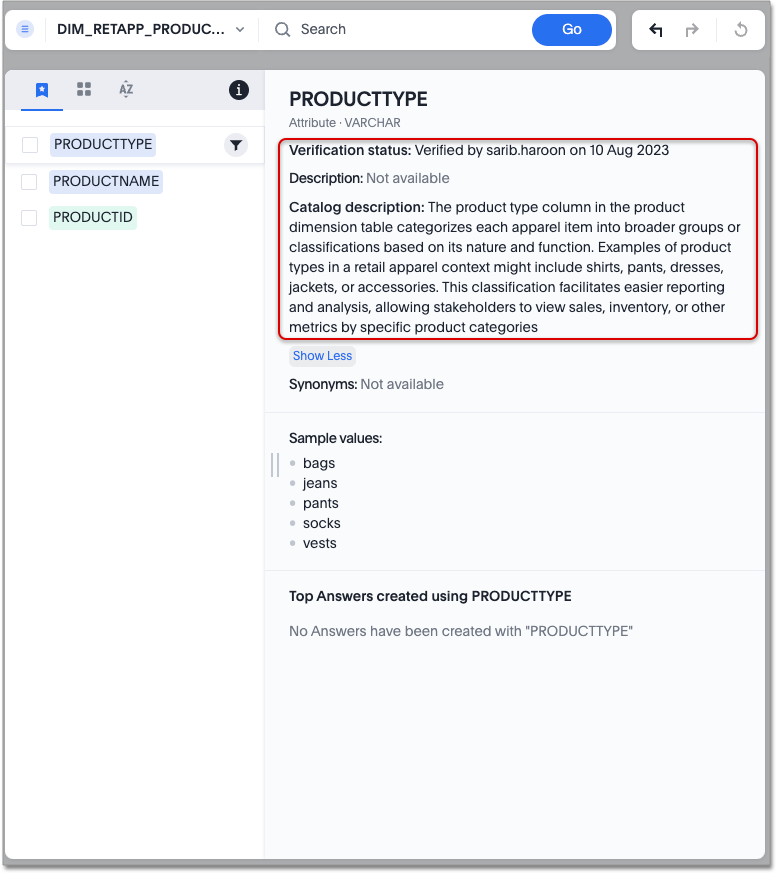 DIM_RETAPP_PRODUC...
Search
Go
AZ
i
PRODUCTTYPE
PRODUCTNAME
PRODUCTID
PRODUCTTYPE
Attribute · VARCHAR
Verification status: Verified by sarib.haroon on 10 Aug 2023
Description: Not available
Catalog description: The product type column in the product
dimension table categorizes each apparel item into broader groups or
classifications based on its nature and function. Examples of product
types in a retail apparel context might include shirts, pants, dresses,
jackets, or accessories. This classification facilitates easier reporting
and analysis, allowing stakeholders to view sales, inventory, or other
metrics by specific product categories
Show Less
Synonyms: Not available
Sample values:
bags
jeans
pants
socks
vests
Top Answers created using PRODUCTTYPE
No Answers have been created with "PRODUCTTYPE"